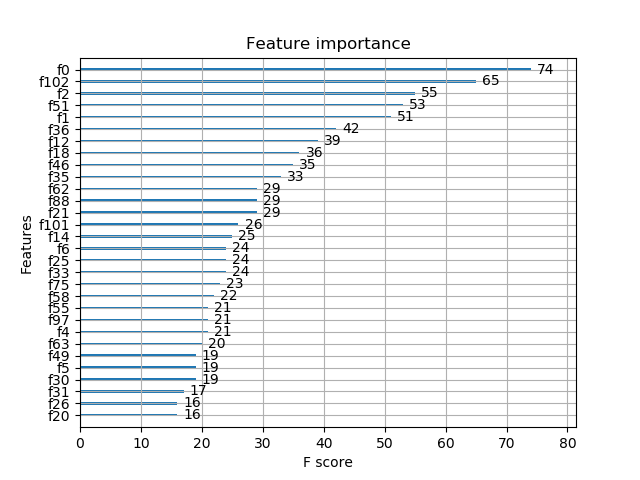 Feature importance
f0 74
f102 65
f2 55
f51 53
f1 51
f36 42
f12 39
f18 36
f46 35
f35 33
f62 29
f88 29
f21 29
f101 26
f14 25
f6 24
f25 24
f33 24
f75 23
f58 22
f55 21
f97 21
f4 21
f63 20
f49 19
f5 19
f30 19
f31 17
f26 16
f20 16
Features
0 10 20 30 40 50 60 70 80
F score